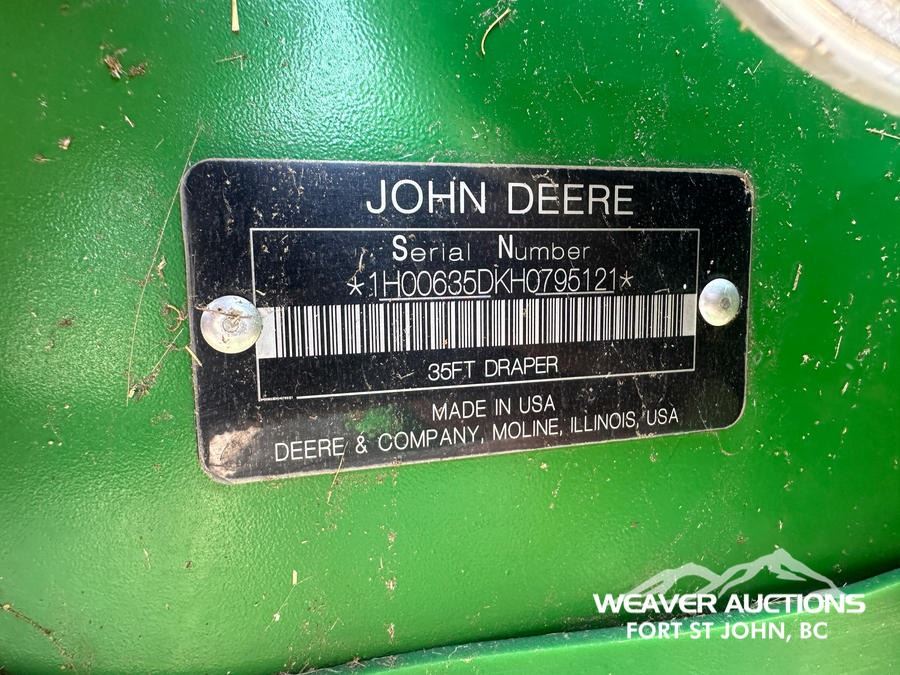 JOHN DEERE
Serial Number
*1H00635DKH0795121*
35FT DRAPER
MADE IN USA
DEERE & COMPANY, MOLINE, ILLINOIS, USA
WEAVER AUCTIONS
FORT ST JOHN, BC